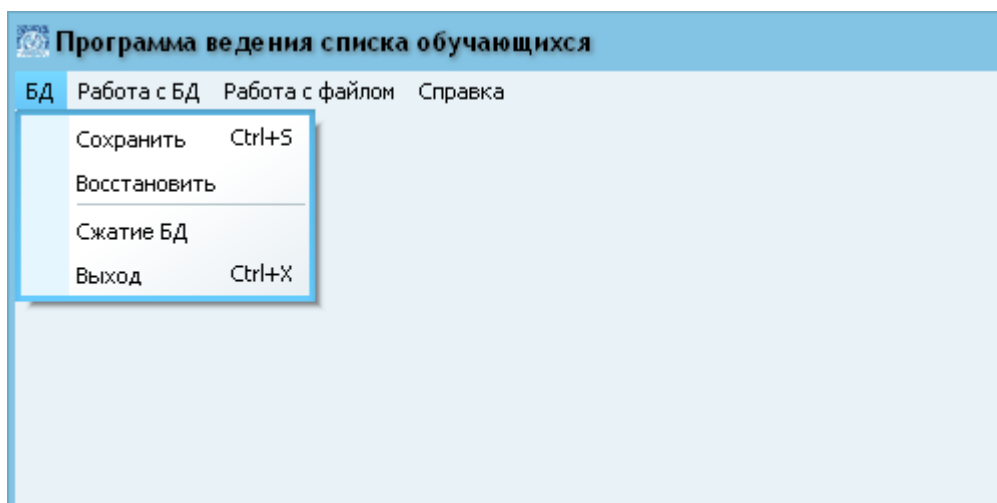 Программа ведения списка обучающихся
БД Работа с БД Работа с файлом Справка
Сохранить Ctrl+S
Восстановить
Сжатие БД
Выход Ctrl+X